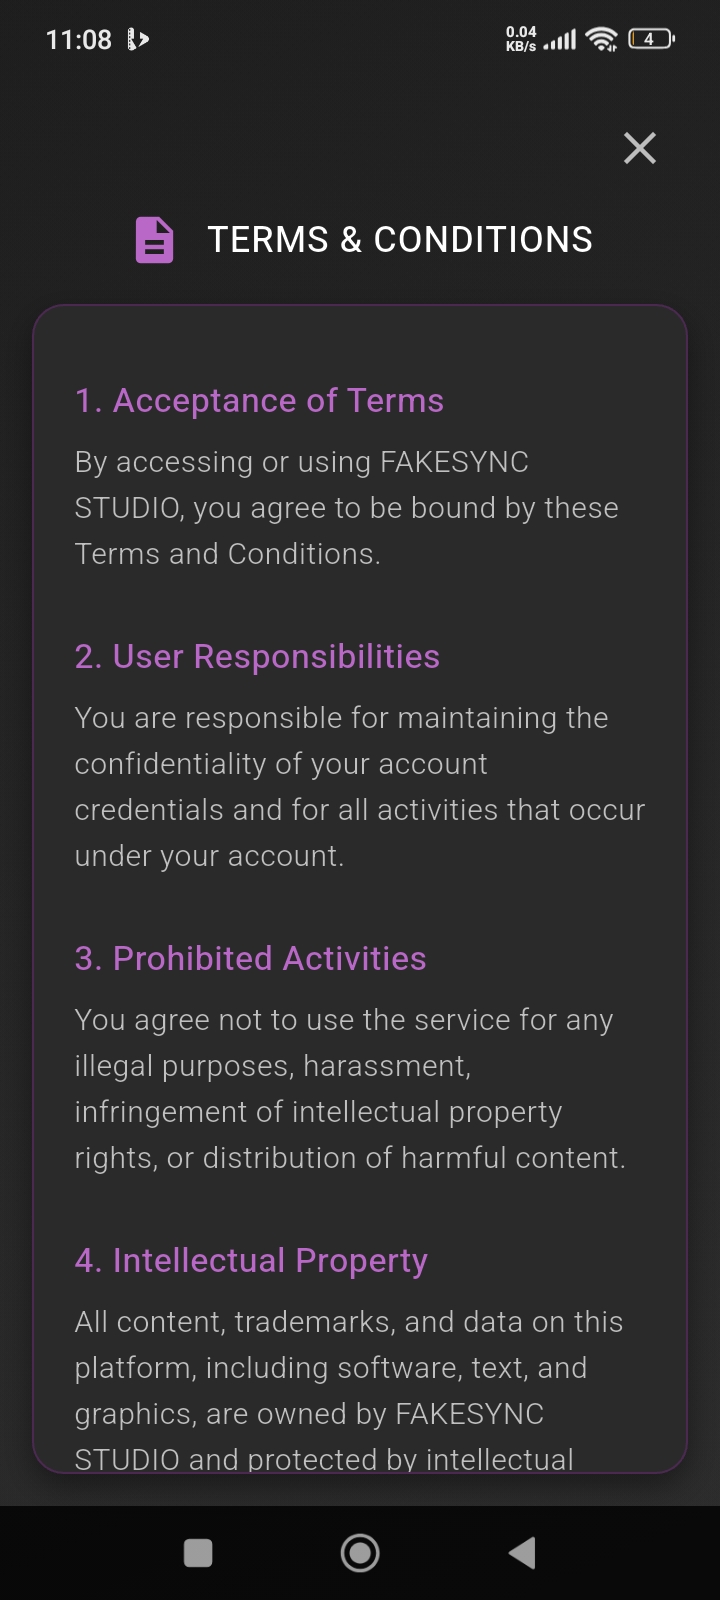 11:08
0.04
KB/s
4
TERMS & CONDITIONS
1. Acceptance of Terms
By accessing or using FAKESYNC
STUDIO, you agree to be bound by these
Terms and Conditions.
2. User Responsibilities
You are responsible for maintaining the
confidentiality of your account
credentials and for all activities that occur
under your account.
3. Prohibited Activities
You agree not to use the service for any
illegal purposes, harassment,
infringement of intellectual property
rights, or distribution of harmful content.
4. Intellectual Property
All content, trademarks, and data on this
platform, including software, text, and
graphics, are owned by FAKESYNC
STUDIO and protected by intellectual